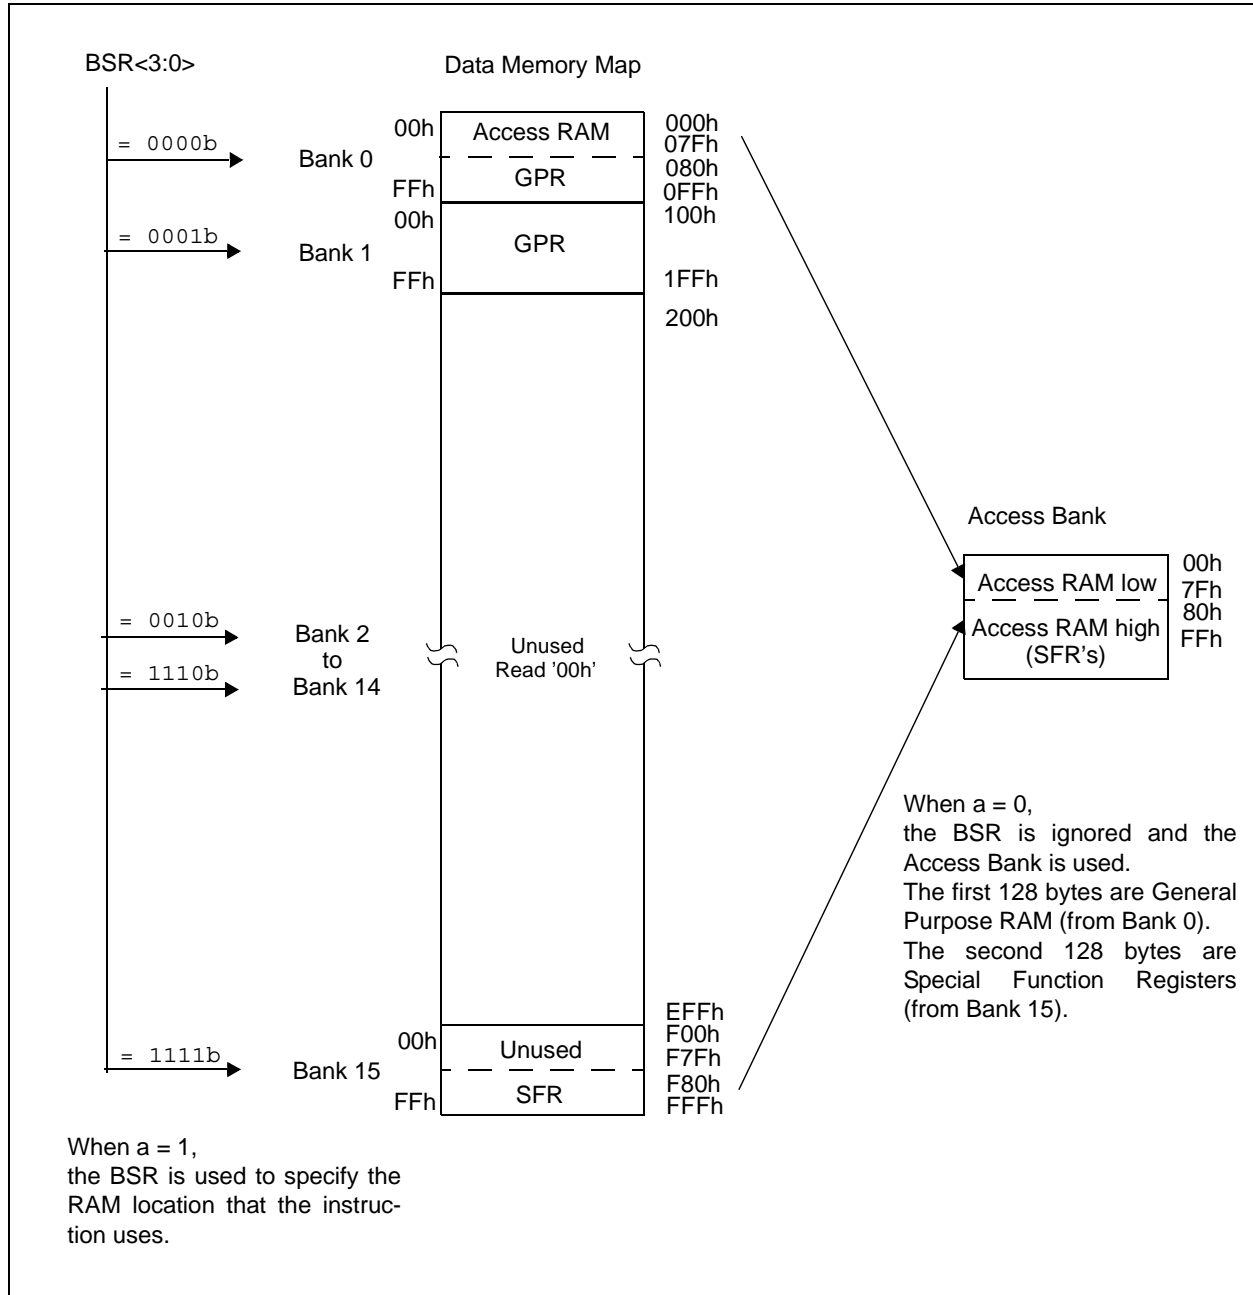 BSR<3:0>
Data Memory Map
= 0000b
Bank 0
00h
FFh
Access RAM
GPR
000h
07Fh
080h
0FFh
= 0001b
Bank 1
00h
FFh
GPR
100h
1FFh
200h
= 0010b
= 1110b
Bank 2
to
Bank 14
Unused
Read '00h'
Access Bank
Access RAM low
Access RAM high
(SFR's)
00h
7Fh
80h
FFh
When a = 0,
the BSR is ignored and the
Access Bank is used.
The first 128 bytes are General
Purpose RAM (from Bank 0).
The second 128 bytes are
Special Function Registers
(from Bank 15).
= 1111b
Bank 15
00h
FFh
Unused
SFR
EFFh
F00h
F7Fh
F80h
FFFh
When a = 1,
the BSR is used to specify the
RAM location that the instruc-
tion uses.